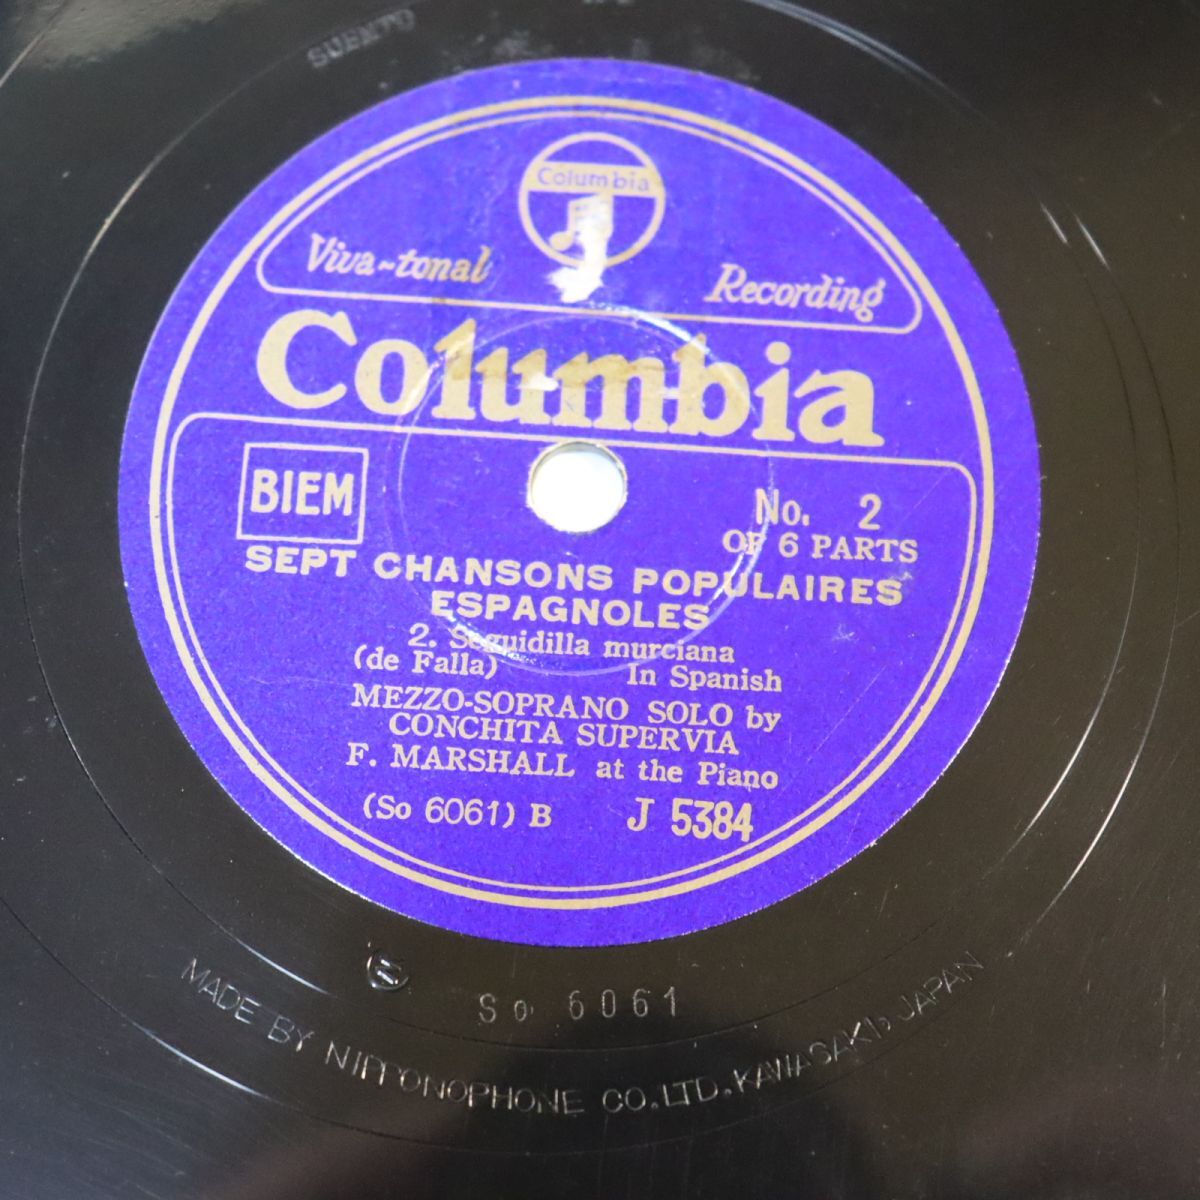 Columbia
Viva-tonal Recording
Columbia
BIEM
No. 2
OF 6 PARTS
SEPT CHANSONS POPULAIRES
ESPAGNOLES
2. Seguidilla murciana
(de Falla) In Spanish
MEZZO-SOPRANO SOLO by
CONCHITA SUPERVIA
F. MARSHALL at the Piano
(So 6061) B J 5384
So 6061
MADE BY NIPPONOPHONE CO. LTD. KAWASAKI, JAPAN